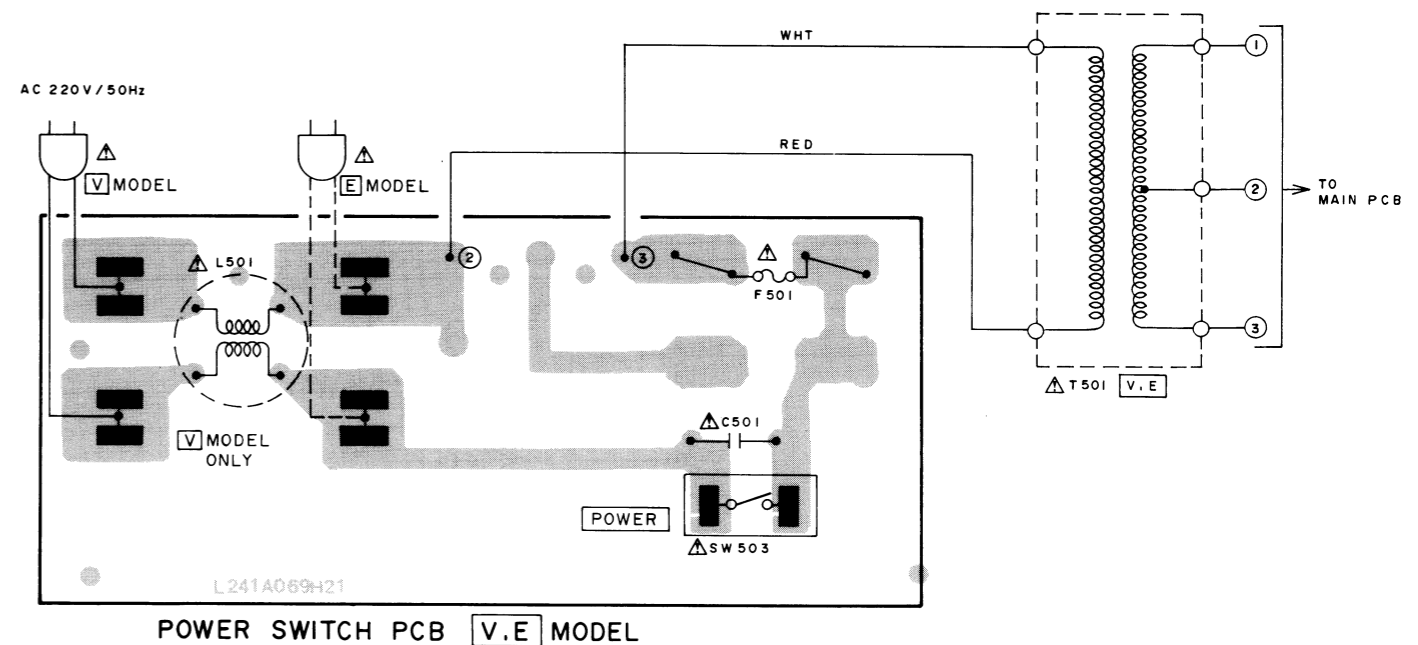 WHT
AC 220V/50Hz
RED
V MODEL
E MODEL
1
2
3
TO
MAIN PCB
L501
2
3
F501
T501 V,E
V MODEL
ONLY
C501
POWER
SW503
L241A069H21
POWER SWITCH PCB V,E MODEL